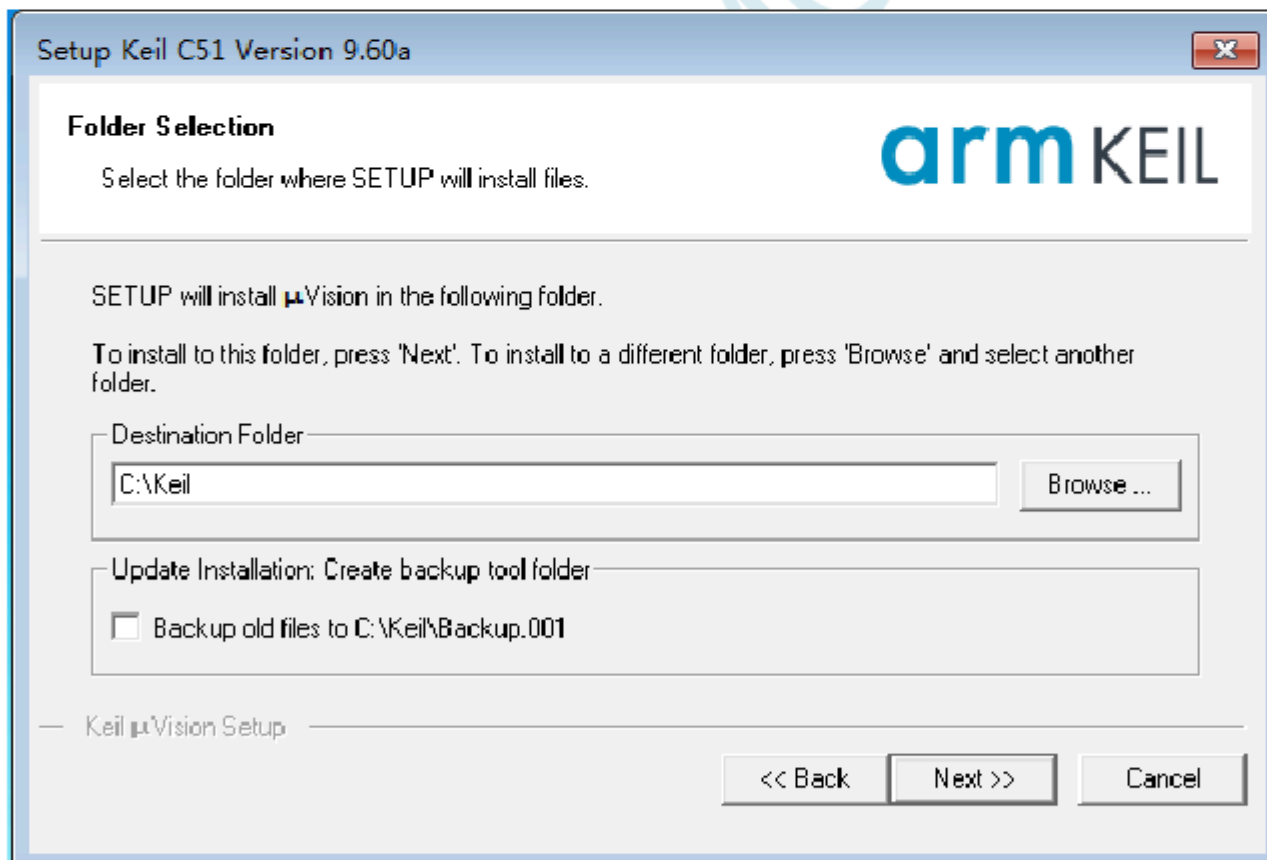 Setup Keil C51 Version 9.60a
Folder Selection
Select the folder where SETUP will install files.
arm KEIL
SETUP will install µVision in the following folder.
To install to this folder, press 'Next'. To install to a different folder, press 'Browse' and select another
folder.
Destination Folder
C:\Keil
Browse ...
Update Installation: Create backup tool folder
Backup old files to C:\Keil\Backup.001
Keil µVision Setup
<< Back
Next >>
Cancel